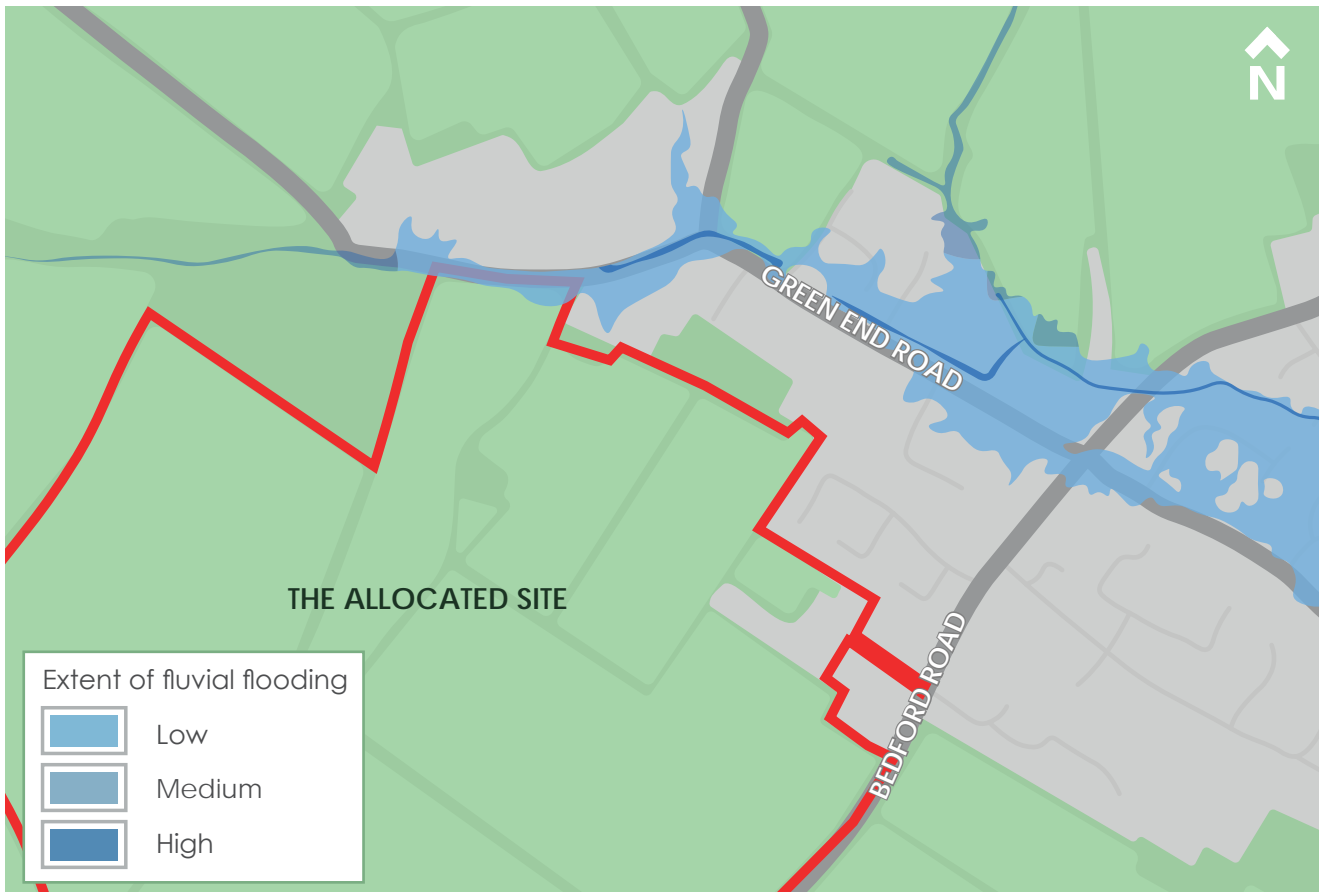 N
GREEN END ROAD
THE ALLOCATED SITE
BEDFORD ROAD
Extent of fluvial flooding
Low
Medium
High